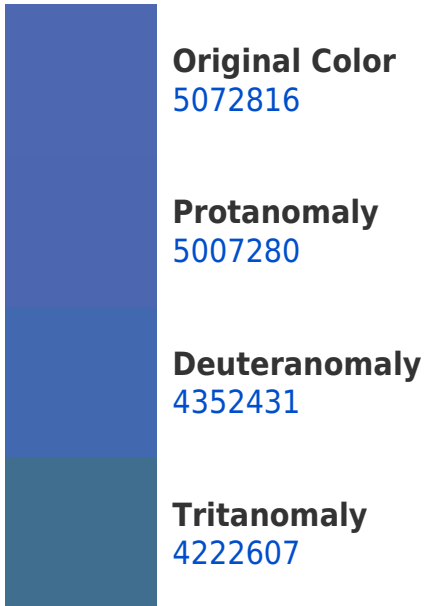 Original Color
5072816
Protanomaly
5007280
Deuteranomaly
4352431
Tritanomaly
4222607